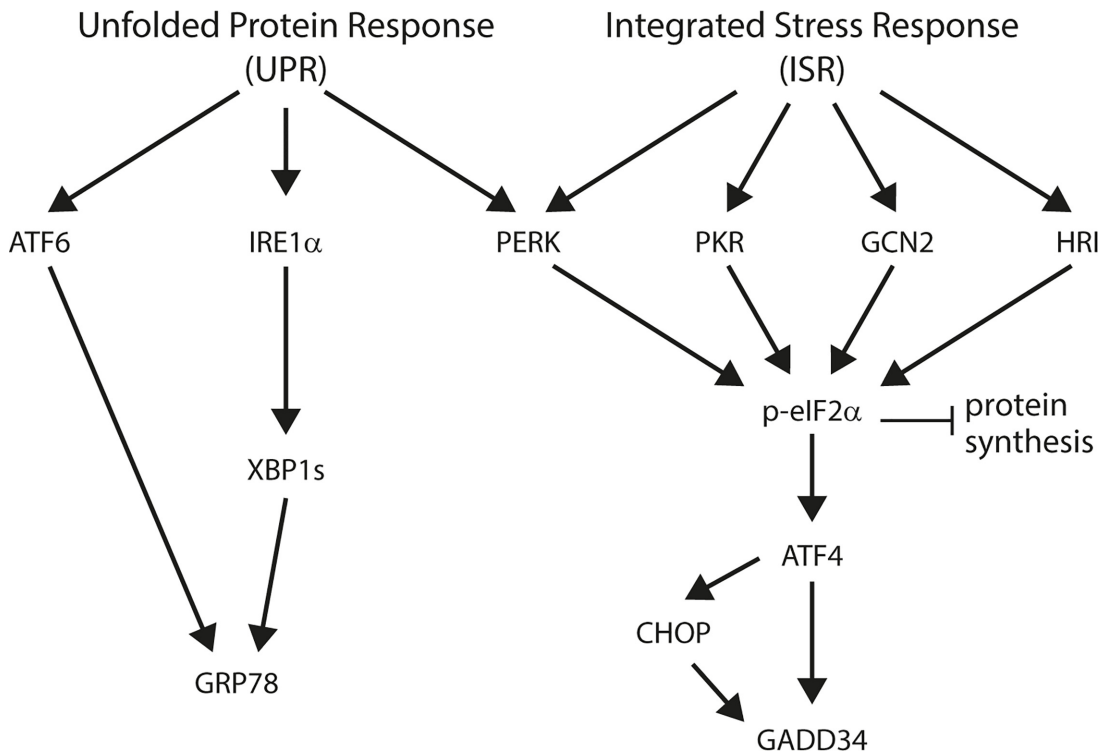 Unfolded Protein Response
(UPR)
Integrated Stress Response
(ISR)
ATF6
IRE1α
PERK
PKR
GCN2
HRI
p-eIF2α
protein
synthesis
XBP1s
ATF4
CHOP
GRP78
GADD34